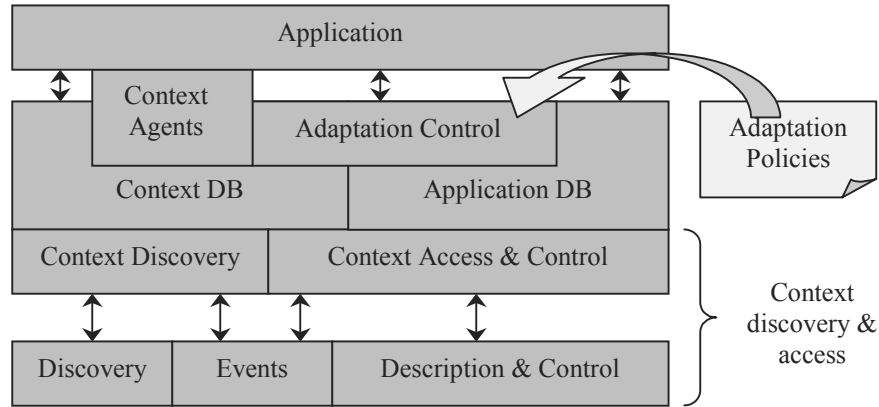 Application
Context
Agents
Adaptation Control
Adaptation
Policies
Context DB
Application DB
Context Discovery
Context Access & Control
Context
discovery &
access
Discovery
Events
Description & Control